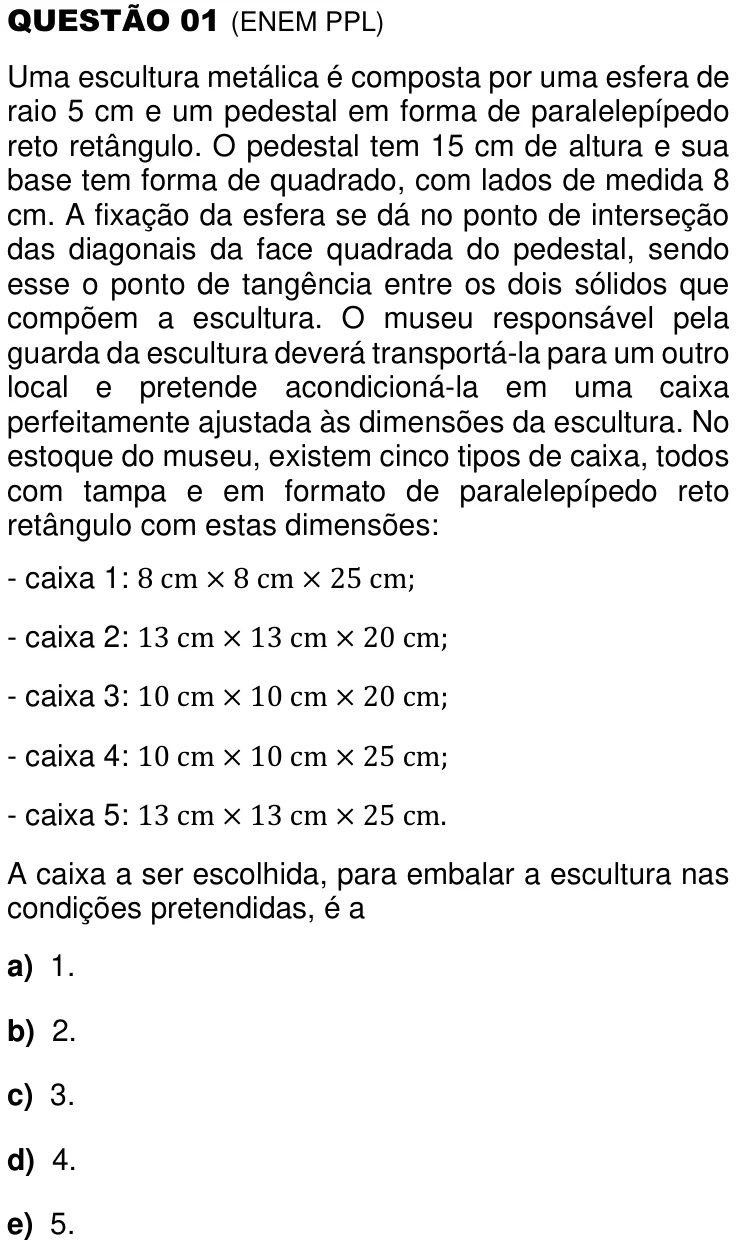 QUESTÃO 01 (ENEM PPL)
Uma escultura metálica é composta por uma esfera de
raio 5 cm e um pedestal em forma de paralelepípedo
reto retângulo. O pedestal tem 15 cm de altura e sua
base tem forma de quadrado, com lados de medida 8
cm. A fixação da esfera se dá no ponto de interseção
das diagonais da face quadrada do pedestal, sendo
esse o ponto de tangência entre os dois sólidos que
compõem a escultura. O museu responsável pela
guarda da escultura deverá transportá-la para um outro
local e pretende acondicioná-la em uma caixa
perfeitamente ajustada às dimensões da escultura. No
estoque do museu, existem cinco tipos de caixa, todos
com tampa e em formato de paralelepípedo reto
retângulo com estas dimensões:
- caixa 1: 8 cm × 8 cm × 25 cm;
- caixa 2: 13 cm × 13 cm × 20 cm;
- caixa 3: 10 cm × 10 cm × 20 cm;
- caixa 4: 10 cm × 10 cm × 25 cm;
- caixa 5: 13 cm × 13 cm × 25 cm.
A caixa a ser escolhida, para embalar a escultura nas
condições pretendidas, é a
a) 1.
b) 2.
c) 3.
d) 4.
e) 5.